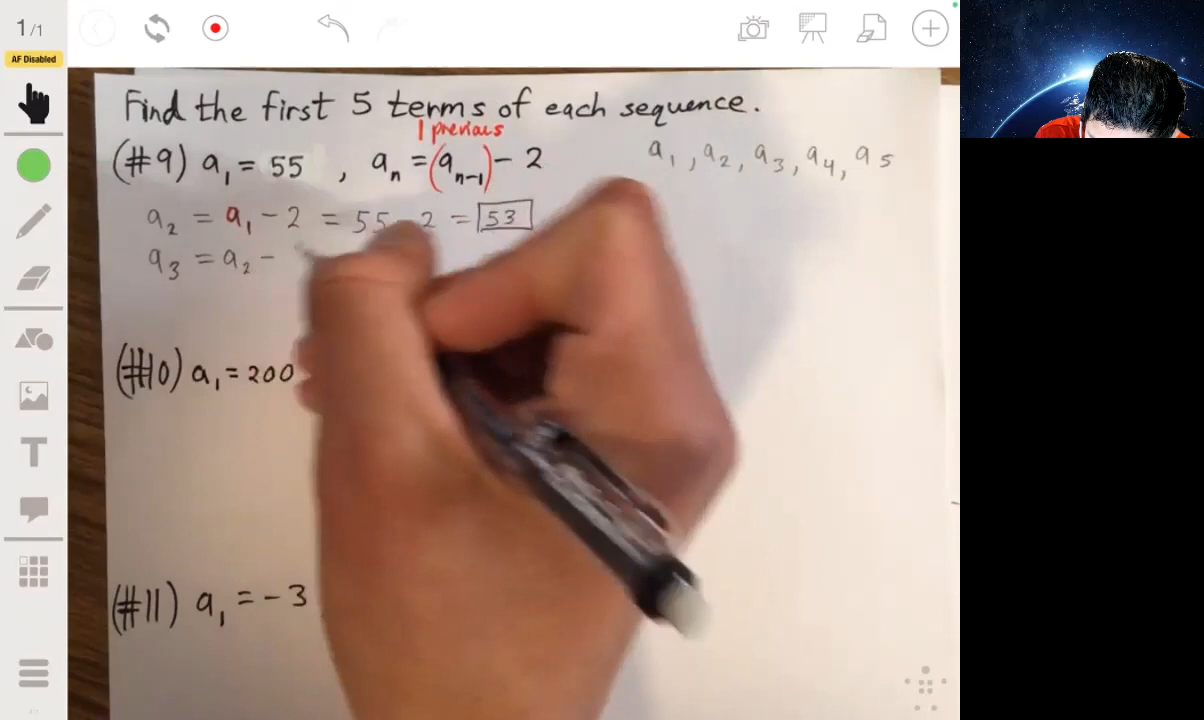 1/1
AF Disabled
Find the first 5 terms of each sequence.
1 previous
(#9) a₁ = 55 , aₙ = (aₙ₋₁) - 2
a₁, a₂, a₃, a₄, a₅
a₂ = a₁ - 2 = 55 - 2 = 53
a₃ = a₂ -
(#10) a₁ = 200
(#11) a₁ = -3
T